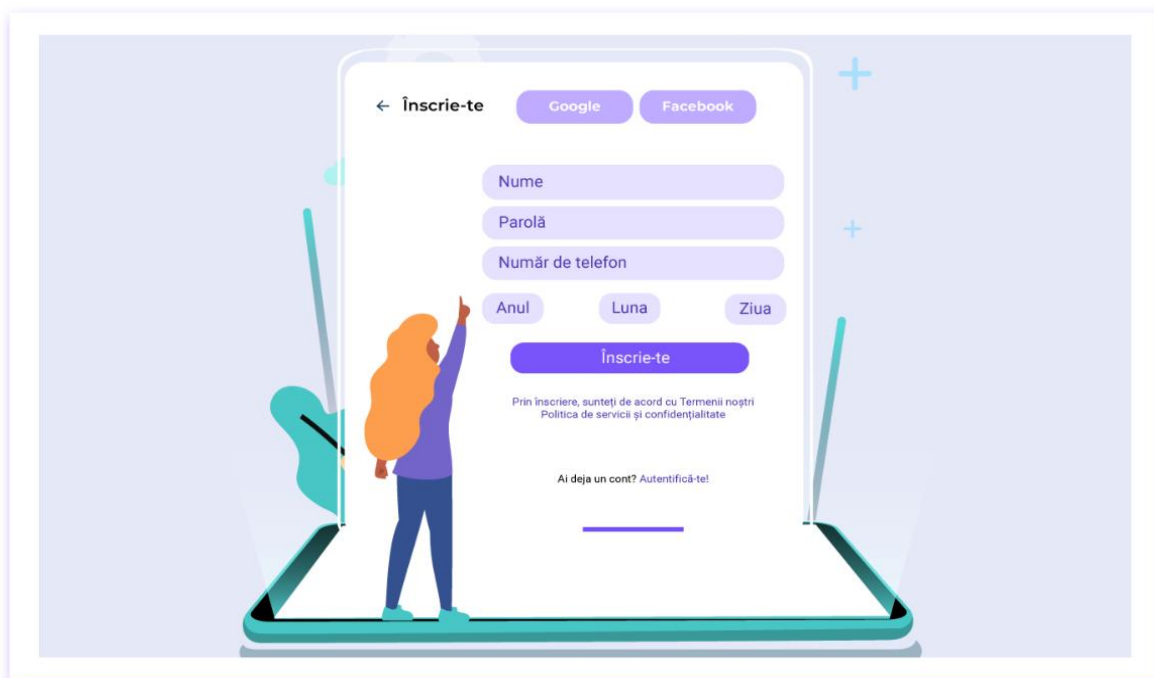 ← Înscrie-te
Google
Facebook
Nume
Parolă
Număr de telefon
Anul
Luna
Ziua
Înscrie-te
Prin înscriere, sunteți de acord cu Termenii noștri
Politica de servicii și confidențialitate
Ai deja un cont? Autentifică-te!